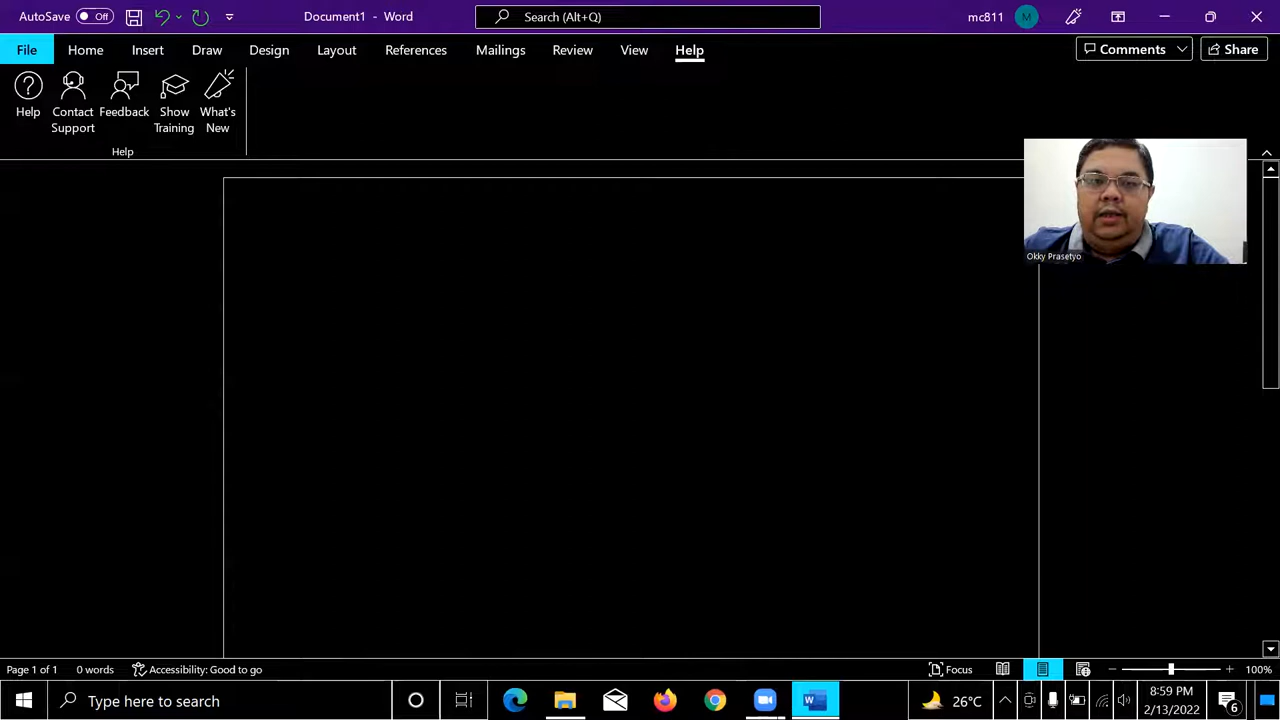 AutoSave Off Document1 - Word Search (Alt+Q) mc811 M
File Home Insert Draw Design Layout References Mailings Review View Help Comments Share
Help Contact Support Feedback Show Training What's New
Help
Okky Prasetyo
Page 1 of 1 0 words Accessibility: Good to go Focus 100%
Type here to search 26°C 8:59 PM
2/13/2022 6